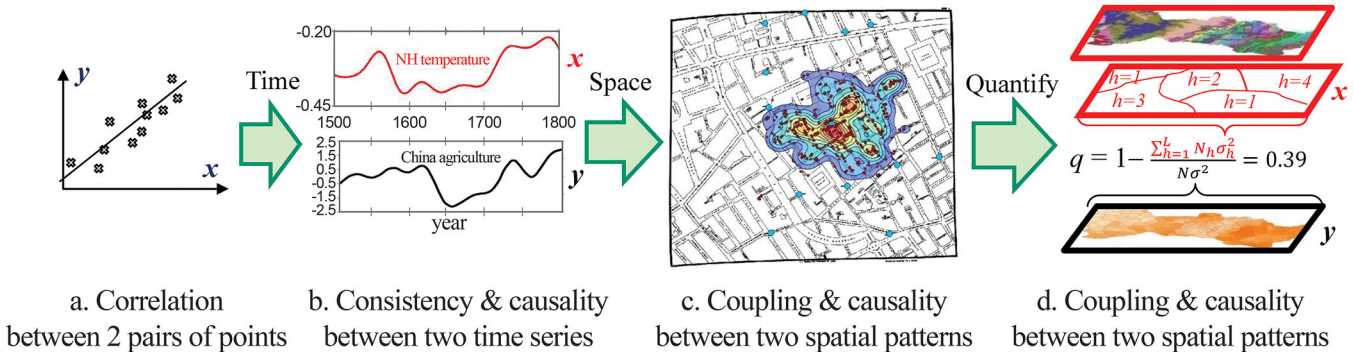 y
x
a. Correlation
between 2 pairs of points
Time
-0.20
NH temperature
x
-0.45
1500 1600 1700 1800
2.5
1.5
0.5
-0.5
-1.5
-2.5
China agriculture
y
year
b. Consistency & causality
between two time series
Space
c. Coupling & causality
between two spatial patterns
Quantify
h=1 h=2 h=4
h=3 h=1
x
q = 1− \frac{∑_{h=1}^{L} N_h σ_h^2}{Nσ^2} = 0.39
y
d. Coupling & causality
between two spatial patterns